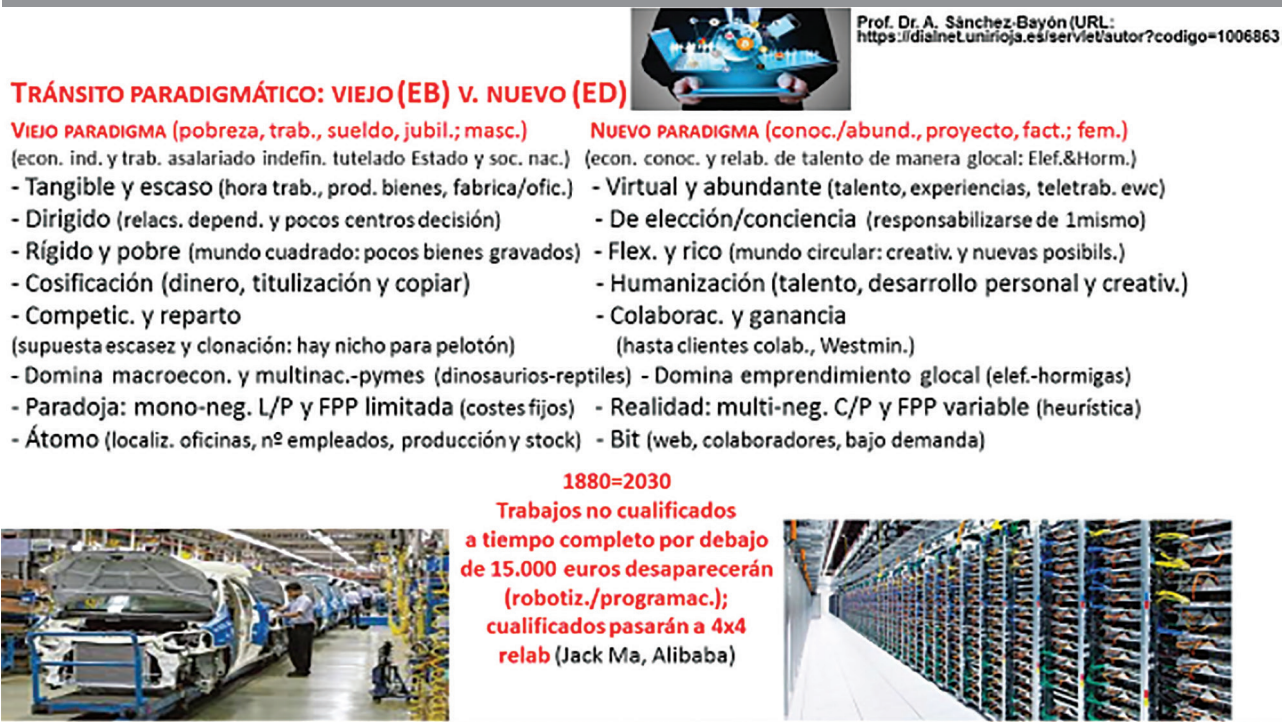 Prof. Dr. A. Sánchez-Bayón (URL:
https://dialnet.unirioja.es/servlet/autor?codigo=1006863
TRÁNSITO PARADIGMÁTICO: VIEJO (EB) V. NUEVO (ED)
VIEJO PARADIGMA (pobreza, trab., sueldo, jubil.; masc.)
(econ. ind. y trab. asalariado indefin. tutelado Estado y soc. nac.)
- Tangible y escaso (hora trab., prod. bienes, fabrica/ofic.)
- Dirigido (relacs. depend. y pocos centros decisión)
- Rígido y pobre (mundo cuadrado: pocos bienes gravados)
- Cosificación (dinero, titulización y copiar)
- Competic. y reparto
(supuesta escasez y clonación: hay nicho para pelotón)
- Domina macroecon. y multinac.-pymes (dinosaurios-reptiles)
- Paradoja: mono-neg. L/P y FPP limitada (costes fijos)
- Átomo (localiz. oficinas, nº empleados, producción y stock)
NUEVO PARADIGMA (conoc./abund., proyecto, fact.; fem.)
(econ. conoc. y relab. de talento de manera glocal: Elef.&Horm.)
- Virtual y abundante (talento, experiencias, teletrab. ewc)
- De elección/conciencia (responsabilizarse de 1mismo)
- Flex. y rico (mundo circular: creativ. y nuevas posibils.)
- Humanización (talento, desarrollo personal y creativ.)
- Colaborac. y ganancia
(hasta clientes colab., Westmin.)
- Domina emprendimiento glocal (elef.-hormigas)
- Realidad: multi-neg. C/P y FPP variable (heurística)
- Bit (web, colaboradores, bajo demanda)
1880=2030
Trabajos no cualificados
a tiempo completo por debajo
de 15.000 euros desaparecerán
(robotiz./programac.);
cualificados pasarán a 4x4
relab (Jack Ma, Alibaba)